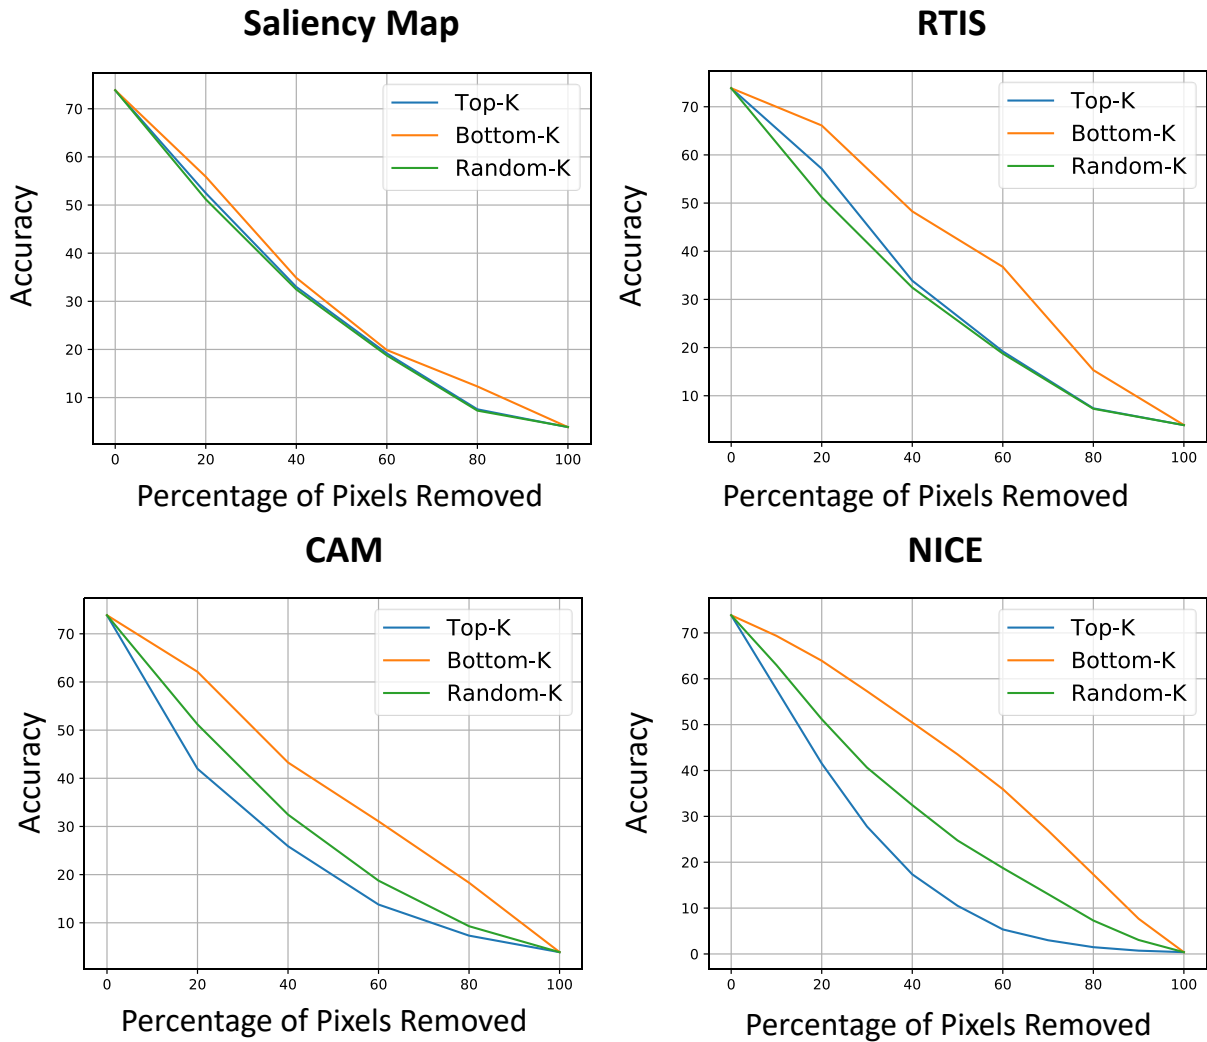 Saliency Map
RTIS
70
60
50
40
30
20
10
0
20
40
60
80
100
Top-K
Bottom-K
Random-K
Accuracy
Percentage of Pixels Removed
70
60
50
40
30
20
10
0
20
40
60
80
100
Top-K
Bottom-K
Random-K
Accuracy
Percentage of Pixels Removed
CAM
NICE
70
60
50
40
30
20
10
0
20
40
60
80
100
Top-K
Bottom-K
Random-K
Accuracy
Percentage of Pixels Removed
70
60
50
40
30
20
10
0
0
20
40
60
80
100
Top-K
Bottom-K
Random-K
Accuracy
Percentage of Pixels Removed